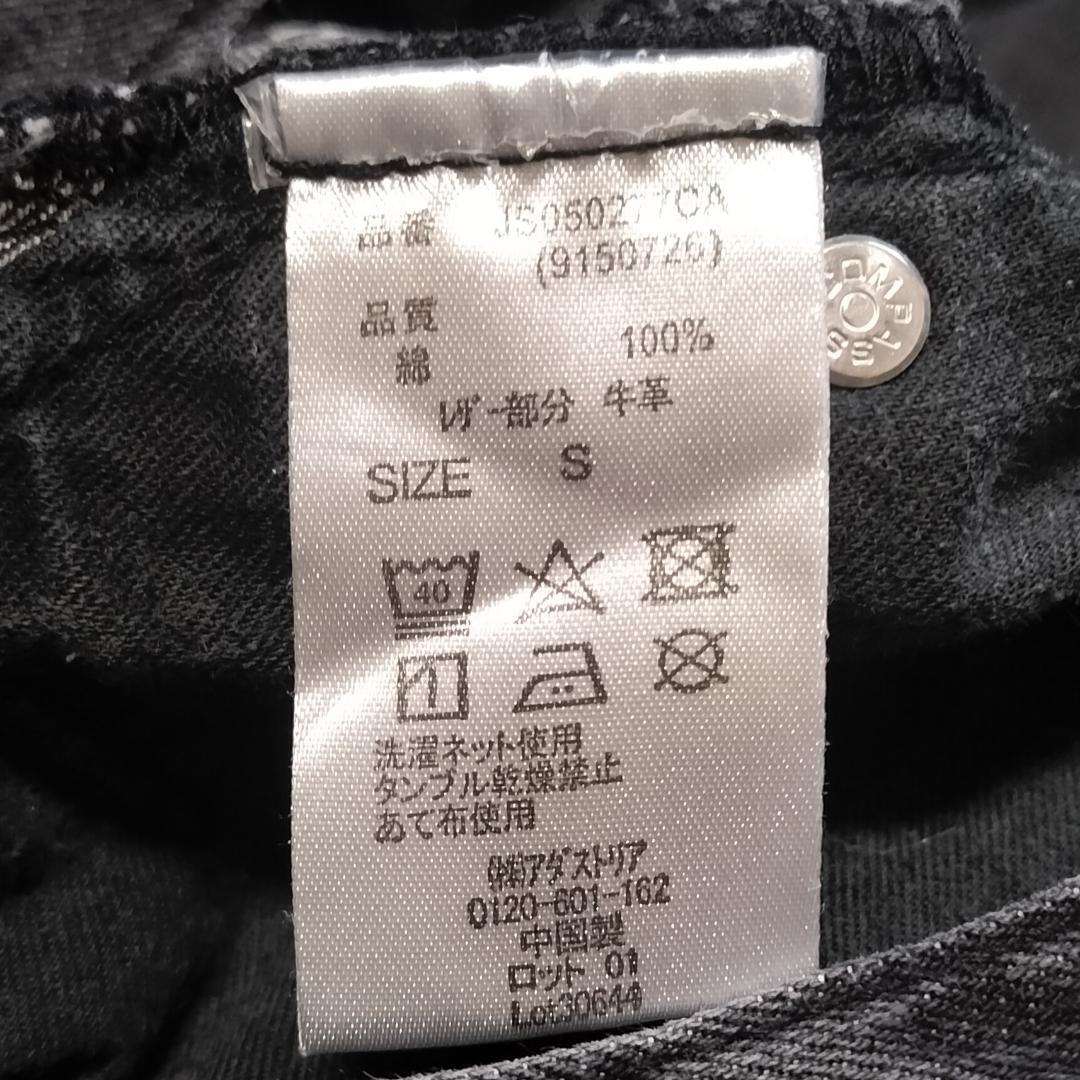 品番 JS050277CA
(9150726)
品質
綿 100%
ﾚｻﾞｰ部分 牛革
SIZE S
40
洗濯ネット使用
タンブル乾燥禁止
あて布使用
㈱アダストリア
0120-601-162
中国製
ロット 01
Lot30644